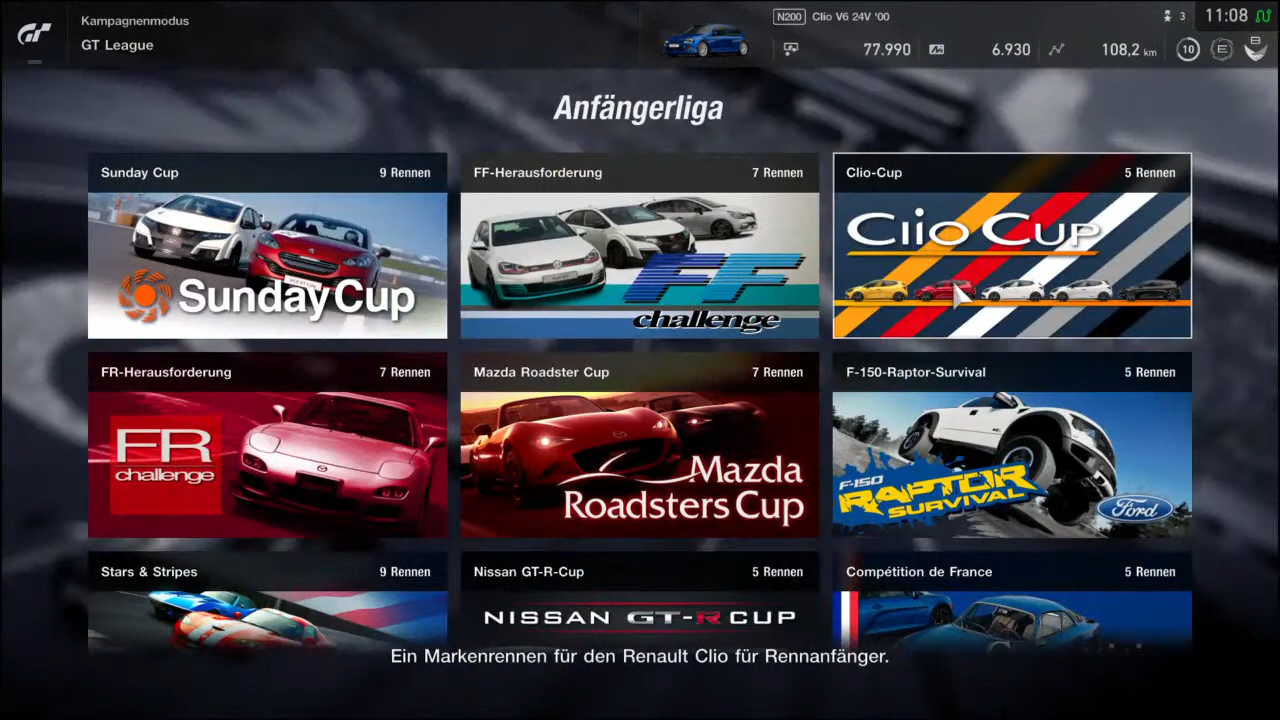 Kampagnenmodus
GT League
N200 Clio V6 24V '00
3
11:08
77.990
6.930
108,2 km
10
E
B
Anfängerliga
Sunday Cup 9 Rennen
Sunday Cup
FF-Herausforderung 7 Rennen
FF
challenge
Clio-Cup 5 Rennen
Clio Cup
FR-Herausforderung 7 Rennen
FR
challenge
Mazda Roadster Cup 7 Rennen
Mazda
Roadsters Cup
F-150-Raptor-Survival 5 Rennen
F-150
RAPTOR
SURVIVAL
Ford
Stars & Stripes 9 Rennen
Nissan GT-R-Cup 5 Rennen
NISSAN GT-R CUP
Compétition de France 5 Rennen
Ein Markenrennen für den Renault Clio für Rennanfänger.